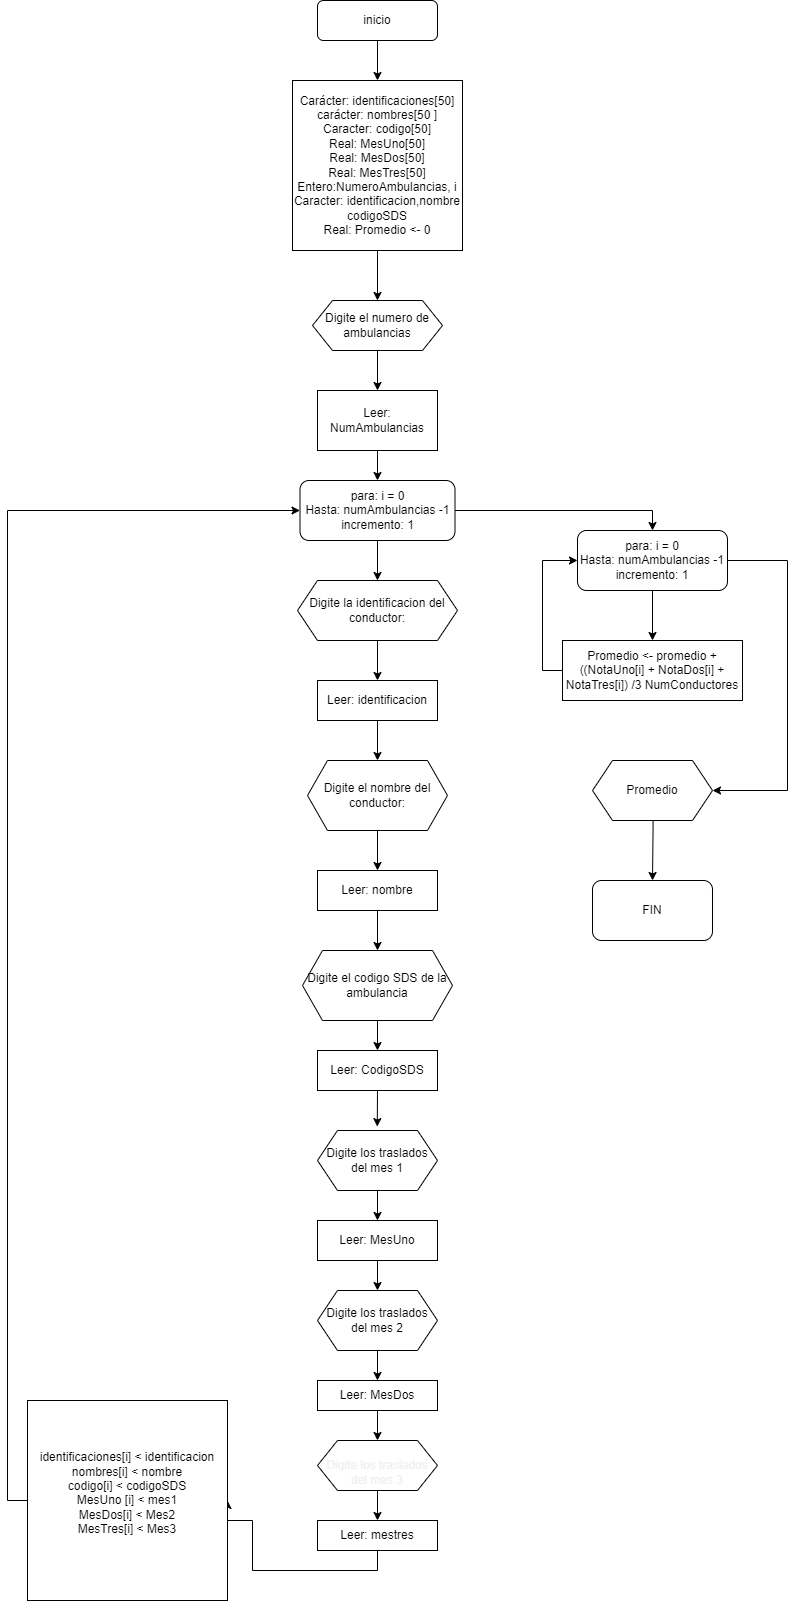 inicio
Carácter: identificaciones[50]
carácter: nombres[50 ]
Caracter: codigo[50]
Real: MesUno[50]
Real: MesDos[50]
Real: MesTres[50]
Entero:NumeroAmbulancias, i
Caracter: identificacion,nombre
codigoSDS
Real: Promedio <- 0
Digite el numero de
ambulancias
Leer:
NumAmbulancias
para: i = 0
Hasta: numAmbulancias -1
incremento: 1
Digite la identificacion del
conductor:
Leer: identificacion
Digite el nombre del
conductor:
Leer: nombre
Digite el codigo SDS de la
ambulancia
Leer: CodigoSDS
Digite los traslados
del mes 1
Leer: MesUno
Digite los traslados
del mes 2
Leer: MesDos
Digite los traslados
del mes 3
Leer: mestres
identificaciones[i] < identificacion
nombres[i] < nombre
codigo[i] < codigoSDS
MesUno [i] < mes1
MesDos[i] < Mes2
MesTres[i] < Mes3
para: i = 0
Hasta: numAmbulancias -1
incremento: 1
Promedio <- promedio +
((NotaUno[i] + NotaDos[i] +
NotaTres[i]) /3 NumConductores
Promedio
FIN